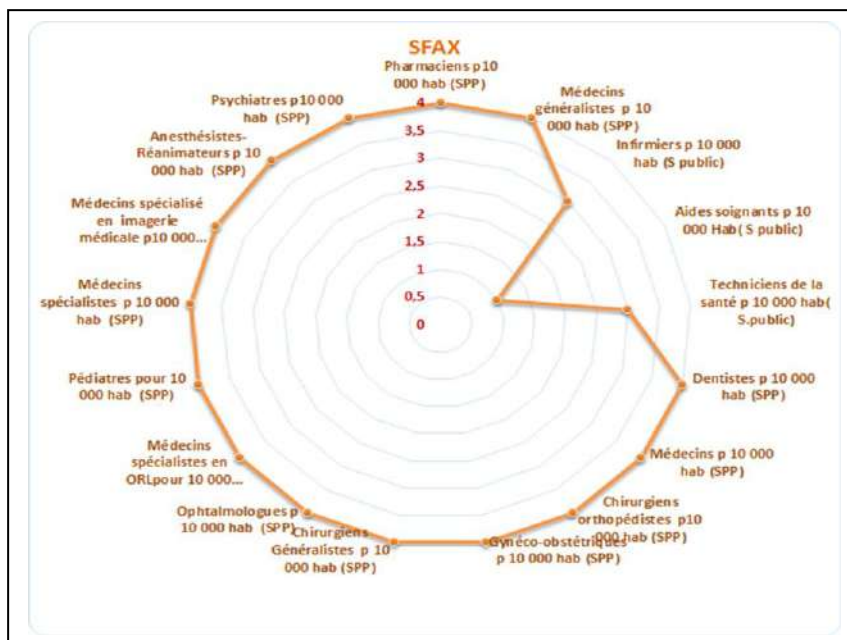 SFAX
Pharmaciens p10
000 hab (SPP)
Médecins
généralistes p 10
000 hab (SPP)
Infirmiers p 10 000
hab (S public)
Aides soignants p 10
000 Hab( S public)
Techniciens de la
santé p 10 000 hab(
S.public)
Dentistes p 10 000
hab (SPP)
Médecins p 10 000
hab (SPP)
Chirurgiens
orthopédistes p10
000 hab (SPP)
Gynéco-obstétriques
p 10 000 hab (SPP)
Chirurgiens
Généralistes p 10
000 hab (SPP)
Ophtalmologues p
10 000 hab (SPP)
Médecins
spécialistes en
ORLpour 10 000...
Pédiatres pour 10
000 hab (SPP)
Médecins
spécialistes p 10 000
hab (SPP)
Médecins spécialisé
en imagerie
médicale p10 000...
Anesthésistes-
Réanimateurs p 10
000 hab (SPP)
Psychiatres p10 000
hab (SPP)
4
3,5
3
2,5
2
1,5
1
0,5
0